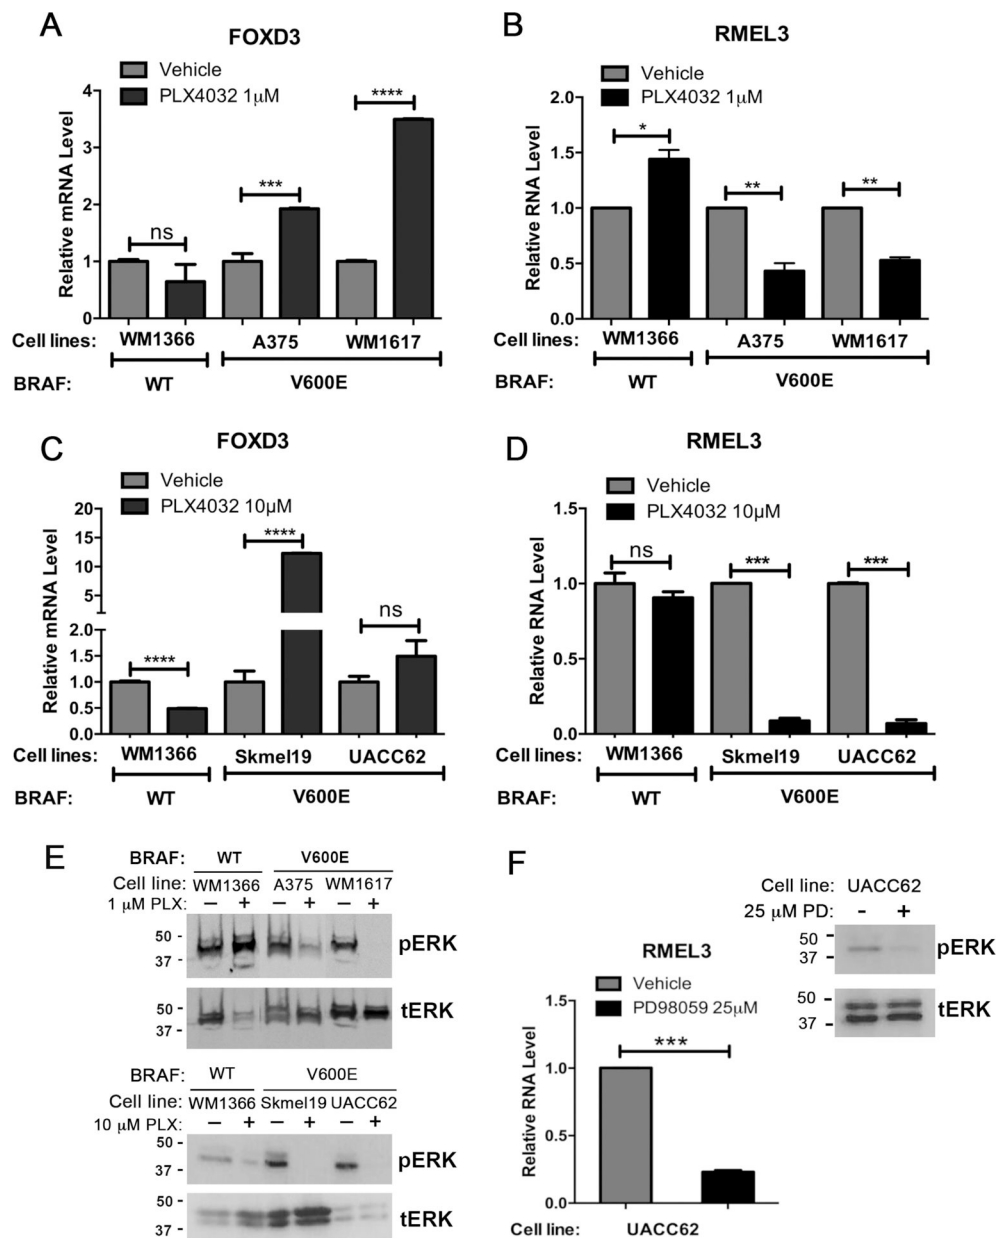 A
FOXD3
Vehicle
PLX4032 1μM
Relative mRNA Level
4
3
2
1
0
ns
***
****
Cell lines: WM1366 A375 WM1617
BRAF: WT V600E
B
RMEL3
Vehicle
PLX4032 1μM
Relative RNA Level
2.0
1.5
1.0
0.5
0.0
*
**
**
Cell lines: WM1366 A375 WM1617
BRAF: WT V600E
C
FOXD3
Vehicle
PLX4032 10μM
Relative mRNA Level
20
15
10
5
2.0
1.5
1.0
0.5
0.0
****
****
ns
Cell lines: WM1366 Skmel19 UACC62
BRAF: WT V600E
D
RMEL3
Vehicle
PLX4032 10μM
Relative RNA Level
1.5
1.0
0.5
0.0
ns
***
***
Cell lines: WM1366 Skmel19 UACC62
BRAF: WT V600E
E
BRAF: WT V600E
Cell line: WM1366 A375 WM1617
1 μM PLX: – + – + – +
50 -
37 -
pERK
50 -
37 -
tERK
BRAF: WT V600E
Cell line: WM1366 Skmel19 UACC62
10 μM PLX: – + – + – +
50 -
37 -
pERK
50 -
37 -
tERK
F
RMEL3
Vehicle
PD98059 25μM
Relative RNA Level
1.5
1.0
0.5
0.0
***
Cell line: UACC62
Cell line: UACC62
25 μM PD: - +
50 -
37 -
pERK
50 -
37 -
tERK